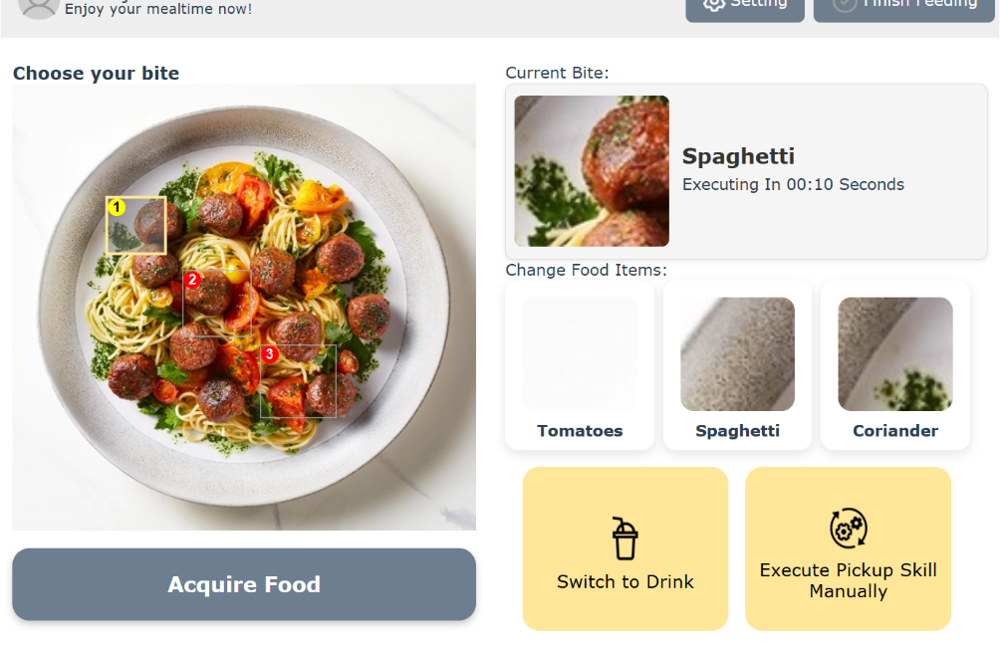 Enjoy your mealtime now!
Setting
Finish Feeding
Choose your bite
Current Bite:
1
2
3
Spaghetti
Executing In 00:10 Seconds
Change Food Items:
Tomatoes
Spaghetti
Coriander
Acquire Food
Switch to Drink
Execute Pickup Skill
Manually